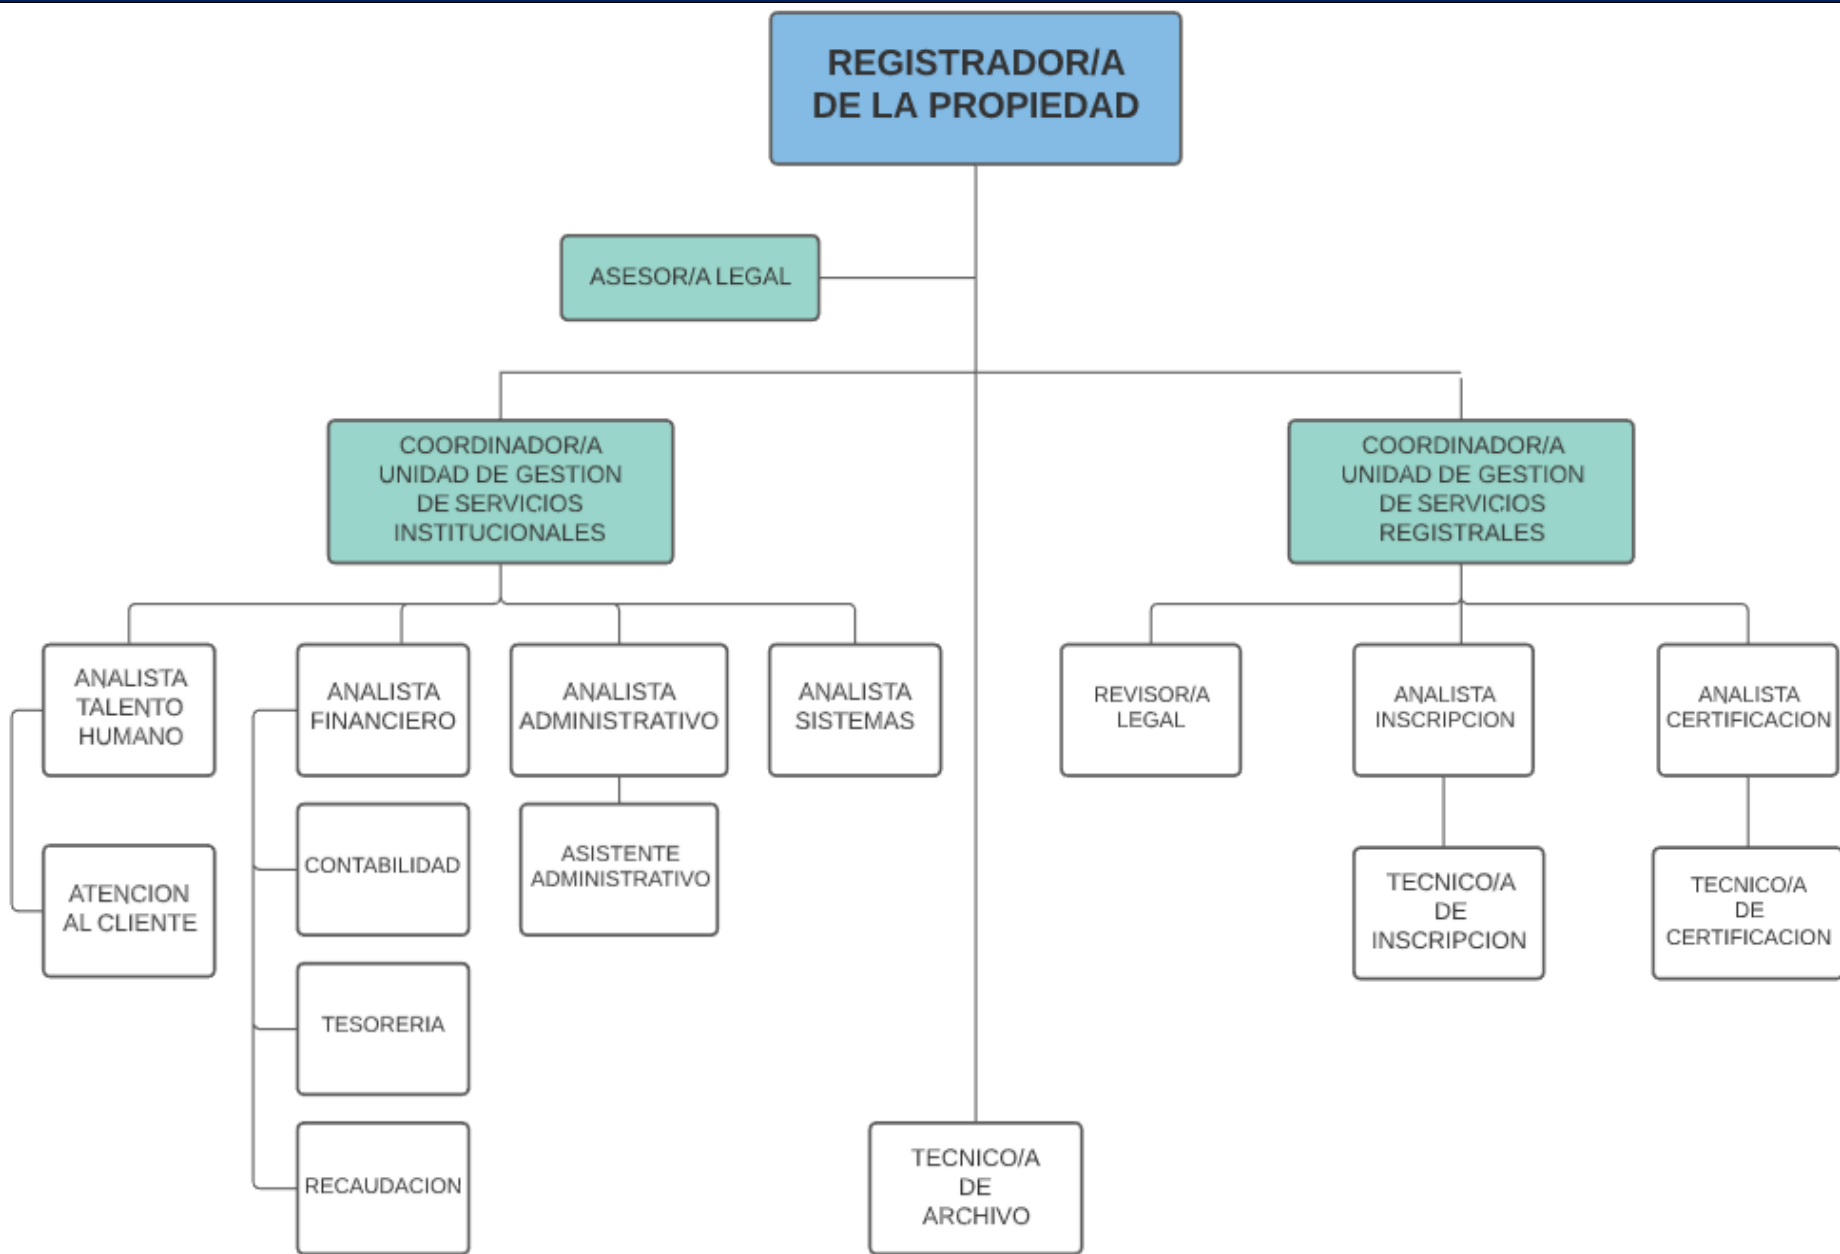 REGISTRADOR/A
DE LA PROPIEDAD
ASESOR/A LEGAL
COORDINADOR/A
UNIDAD DE GESTION
DE SERVICIOS
INSTITUCIONALES
COORDINADOR/A
UNIDAD DE GESTION
DE SERVICIOS
REGISTRALES
ANALISTA
TALENTO
HUMANO
ANALISTA
FINANCIERO
ANALISTA
ADMINISTRATIVO
ANALISTA
SISTEMAS
REVISOR/A
LEGAL
ANALISTA
INSCRIPCION
ANALISTA
CERTIFICACION
ATENCION
AL CLIENTE
CONTABILIDAD
ASISTENTE
ADMINISTRATIVO
TECNICO/A
DE
INSCRIPCION
TECNICO/A
DE
CERTIFICACION
TESORERIA
RECAUDACION
TECNICO/A
DE
ARCHIVO